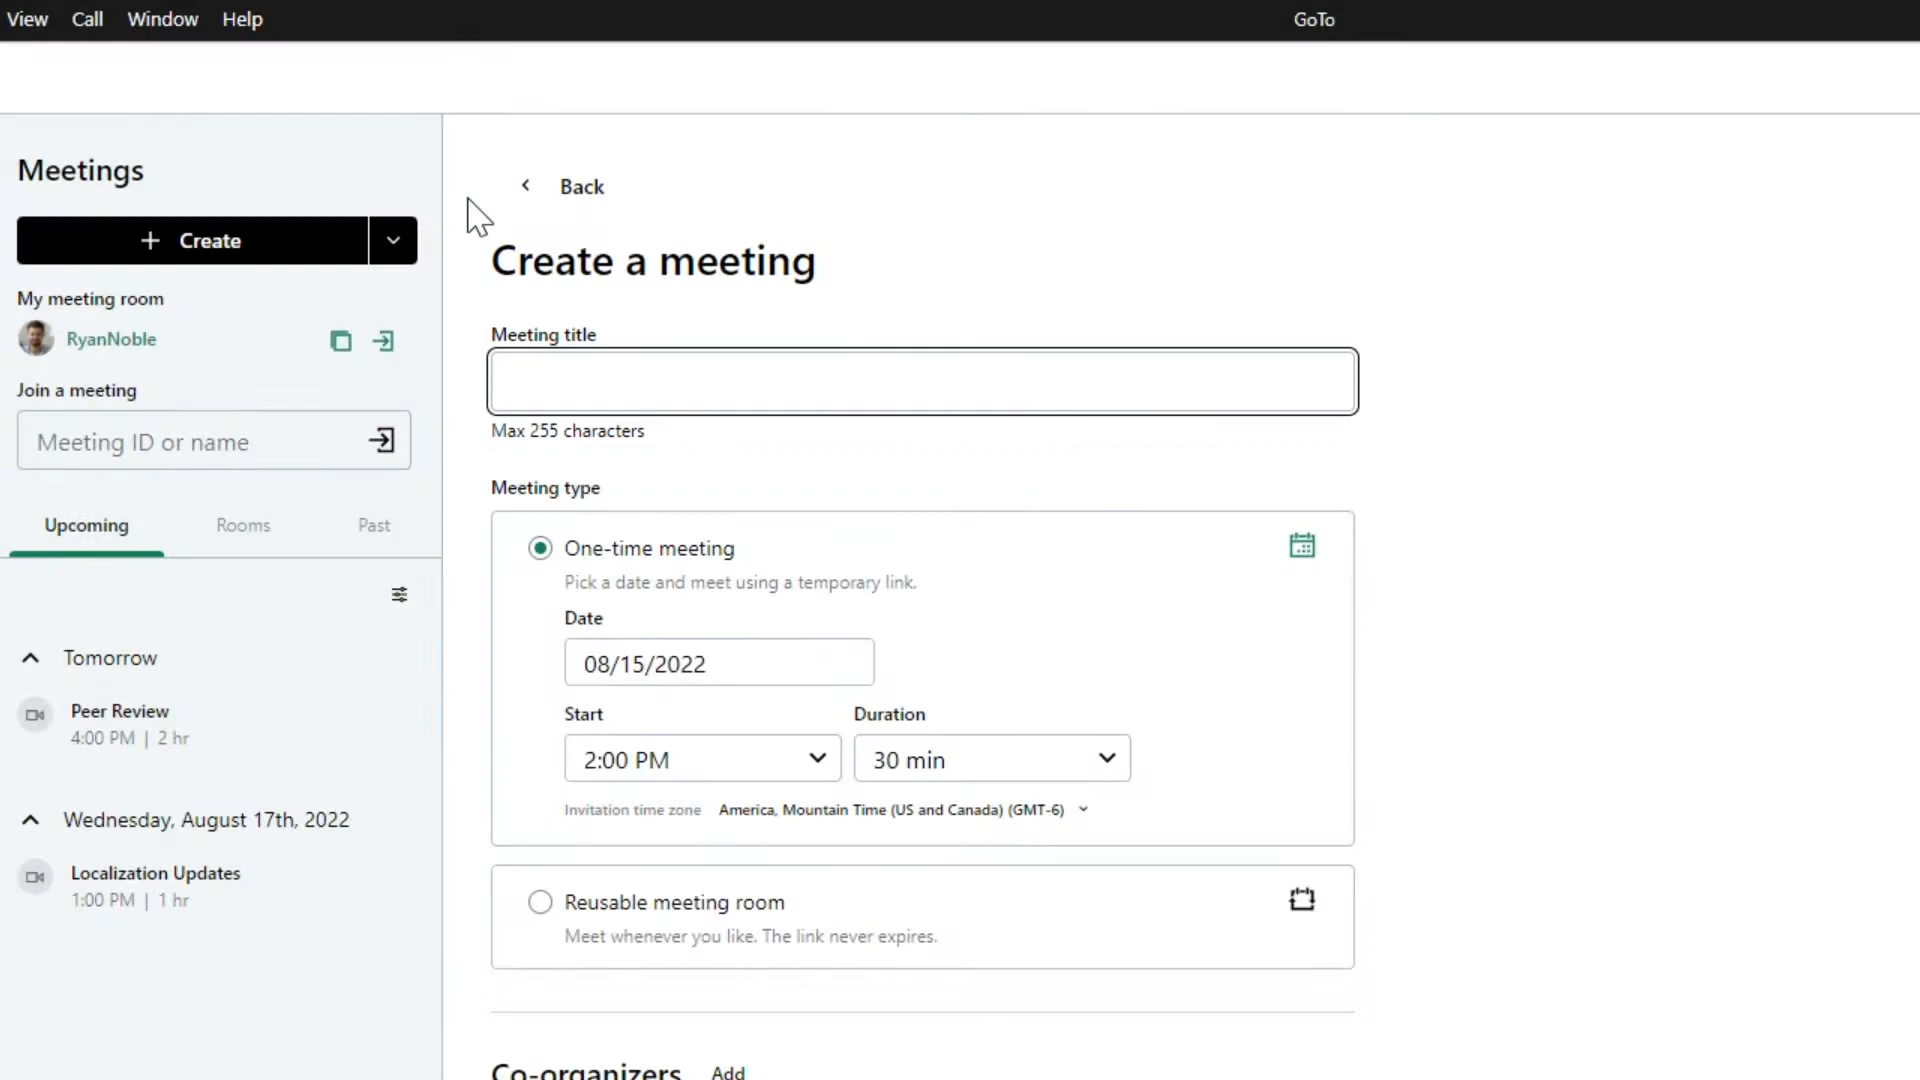 View Call Window Help GoTo
Meetings
Create
My meeting room
RyanNoble
Join a meeting
Meeting ID or name
Upcoming Rooms Past
Tomorrow
Peer Review
4:00 PM | 2 hr
Wednesday, August 17th, 2022
Localization Updates
1:00 PM | 1 hr
Back
Create a meeting
Meeting title
Max 255 characters
Meeting type
One-time meeting
Pick a date and meet using a temporary link.
Date
08/15/2022
Start Duration
2:00 PM 30 min
Invitation time zone America, Mountain Time (US and Canada) (GMT-6)
Reusable meeting room
Meet whenever you like. The link never expires.
Co-organizers Add